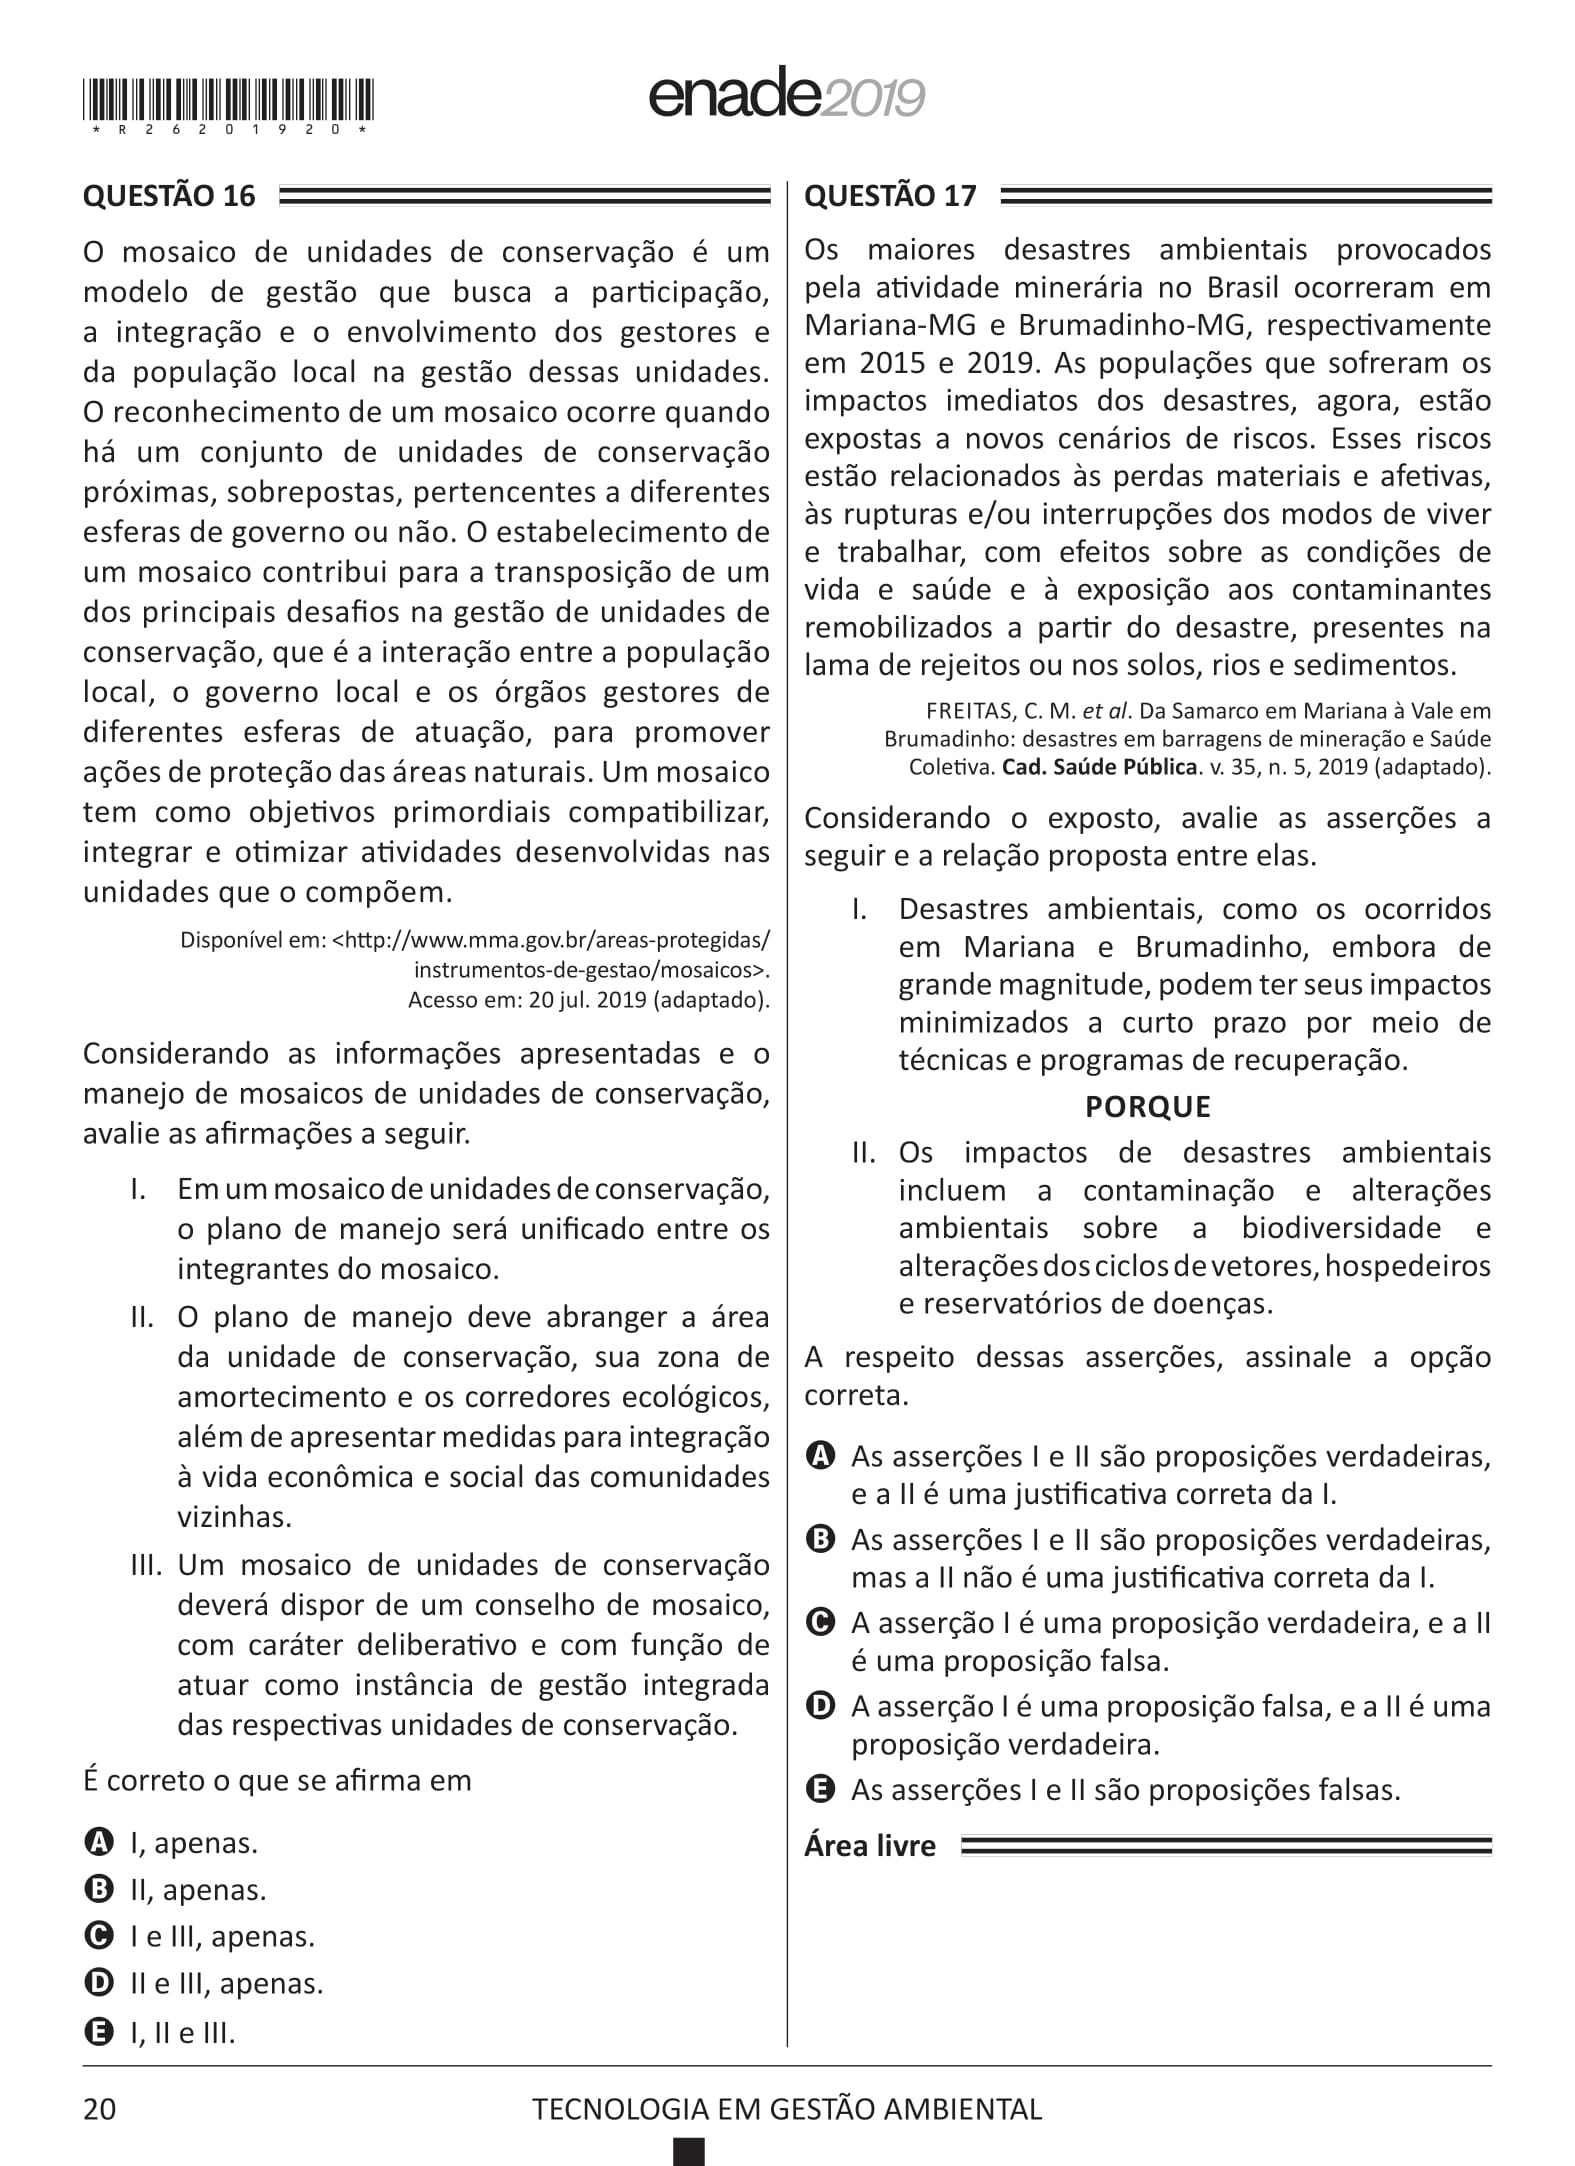 *R26201920*
enade2019
QUESTÃO 16
O mosaico de unidades de conservação é um
modelo de gestão que busca a participação,
a integração e o envolvimento dos gestores e
da população local na gestão dessas unidades.
O reconhecimento de um mosaico ocorre quando
há um conjunto de unidades de conservação
próximas, sobrepostas, pertencentes a diferentes
esferas de governo ou não. O estabelecimento de
um mosaico contribui para a transposição de um
dos principais desafios na gestão de unidades de
conservação, que é a interação entre a população
local, o governo local e os órgãos gestores de
diferentes esferas de atuação, para promover
ações de proteção das áreas naturais. Um mosaico
tem como objetivos primordiais compatibilizar,
integrar e otimizar atividades desenvolvidas nas
unidades que o compõem.
Disponível em: <http://www.mma.gov.br/areas-protegidas/
instrumentos-de-gestao/mosaicos>.
Acesso em: 20 jul. 2019 (adaptado).
Considerando as informações apresentadas e o
manejo de mosaicos de unidades de conservação,
avalie as afirmações a seguir.
I. Em um mosaico de unidades de conservação,
o plano de manejo será unificado entre os
integrantes do mosaico.
II. O plano de manejo deve abranger a área
da unidade de conservação, sua zona de
amortecimento e os corredores ecológicos,
além de apresentar medidas para integração
à vida econômica e social das comunidades
vizinhas.
III. Um mosaico de unidades de conservação
deverá dispor de um conselho de mosaico,
com caráter deliberativo e com função de
atuar como instância de gestão integrada
das respectivas unidades de conservação.
É correto o que se afirma em
A I, apenas.
B II, apenas.
C I e III, apenas.
D II e III, apenas.
E I, II e III.
QUESTÃO 17
Os maiores desastres ambientais provocados
pela atividade minerária no Brasil ocorreram em
Mariana-MG e Brumadinho-MG, respectivamente
em 2015 e 2019. As populações que sofreram os
impactos imediatos dos desastres, agora, estão
expostas a novos cenários de riscos. Esses riscos
estão relacionados às perdas materiais e afetivas,
às rupturas e/ou interrupções dos modos de viver
e trabalhar, com efeitos sobre as condições de
vida e saúde e à exposição aos contaminantes
remobilizados a partir do desastre, presentes na
lama de rejeitos ou nos solos, rios e sedimentos.
FREITAS, C. M. et al. Da Samarco em Mariana à Vale em
Brumadinho: desastres em barragens de mineração e Saúde
Coletiva. Cad. Saúde Pública. v. 35, n. 5, 2019 (adaptado).
Considerando o exposto, avalie as asserções a
seguir e a relação proposta entre elas.
I. Desastres ambientais, como os ocorridos
em Mariana e Brumadinho, embora de
grande magnitude, podem ter seus impactos
minimizados a curto prazo por meio de
técnicas e programas de recuperação.
PORQUE
II. Os impactos de desastres ambientais
incluem a contaminação e alterações
ambientais sobre a biodiversidade e
alterações dos ciclos de vetores, hospedeiros
e reservatórios de doenças.
A respeito dessas asserções, assinale a opção
correta.
A As asserções I e II são proposições verdadeiras,
e a II é uma justificativa correta da I.
B As asserções I e II são proposições verdadeiras,
mas a II não é uma justificativa correta da I.
C A asserção I é uma proposição verdadeira, e a II
é uma proposição falsa.
D A asserção I é uma proposição falsa, e a II é uma
proposição verdadeira.
E As asserções I e II são proposições falsas.
Área livre
20
TECNOLOGIA EM GESTÃO AMBIENTAL